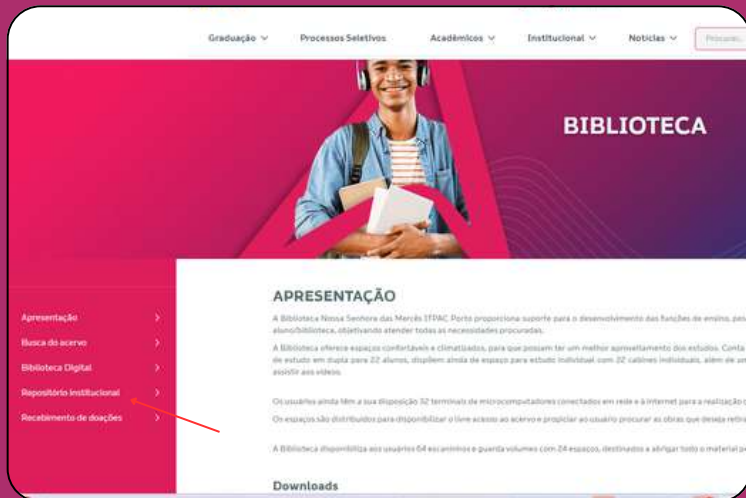 Graduação
Processos Seletivos
Acadêmicos
Institucional
Notícias
Procurar...
BIBLIOTECA
Apresentação
Busca do acervo
Biblioteca Digital
Repositório Institucional
Recebimento de doações
APRESENTAÇÃO
A Biblioteca Nossa Senhora das Mercês ITPAC Porto proporciona suporte para o desenvolvimento das funções de ensino, pes
aluno/biblioteca, objetivando atender todas as necessidades procuradas.
A Biblioteca oferece espaços confortáveis e climatizados, para que possam ter um melhor aproveitamento dos estudos. Conta
de estudo em dupla para 22 alunos, dispõem ainda de espaço para estudo individual com 22 cabines individuais, além de um
assistir aos vídeos.
Os usuários ainda têm a sua disposição 32 terminais de microcomputadores conectados em rede e à Internet para a realização
Os espaços são distribuídos para disponibilizar o livre acesso ao acervo e propiciar ao usuário procurar as obras que deseja retir
A Biblioteca disponibiliza aos usuários 64 escaninhos e guarda volumes com 24 espaços, destinados a abrigar todo o material
Downloads